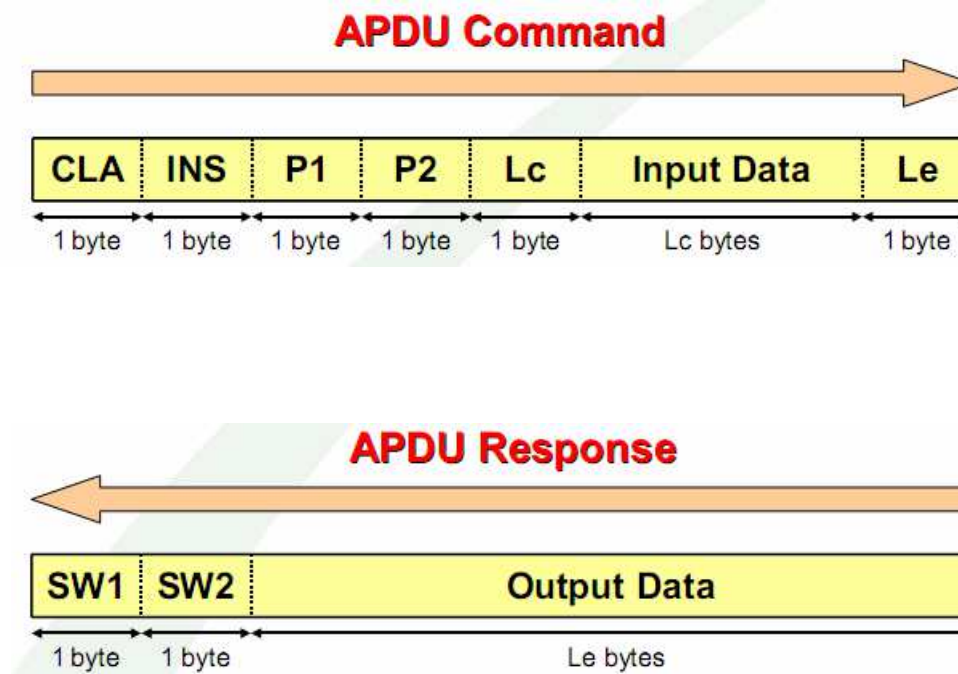 APDU Command
CLA INS P1 P2 Lc Input Data Le
1 byte 1 byte 1 byte 1 byte 1 byte Lc bytes 1 byte
APDU Response
SW1 SW2 Output Data
1 byte 1 byte Le bytes